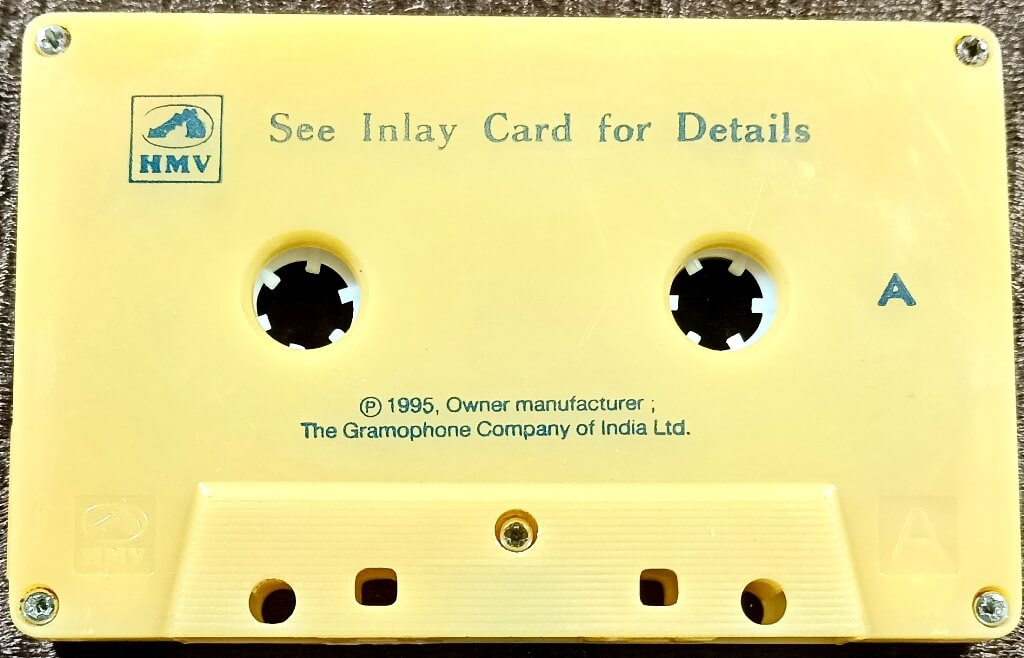 HMV
See Inlay Card for Details
A
℗ 1995, Owner manufacturer ;
The Gramophone Company of India Ltd.
HMV
A